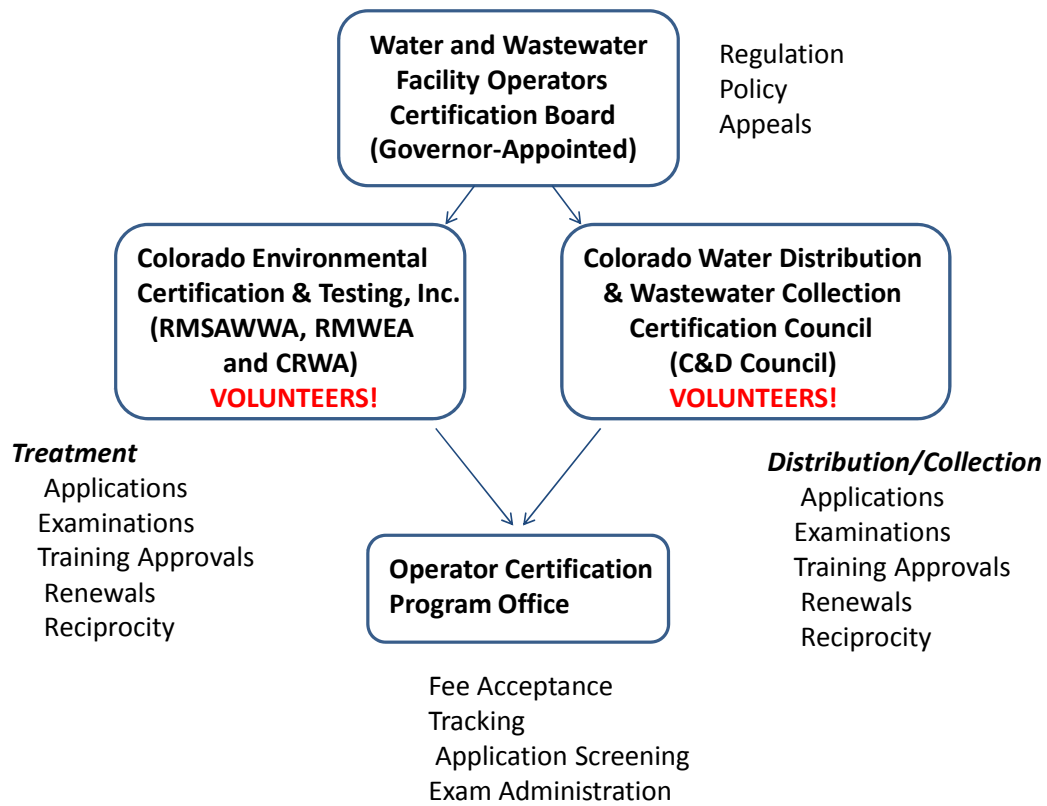 Water and Wastewater
Facility Operators
Certification Board
(Governor-Appointed)
Regulation
Policy
Appeals
Colorado Environmental
Certification & Testing, Inc.
(RMSAWWA, RMWEA
and CRWA)
VOLUNTEERS!
Colorado Water Distribution
& Wastewater Collection
Certification Council
(C&D Council)
VOLUNTEERS!
Treatment
Applications
Examinations
Training Approvals
Renewals
Reciprocity
Distribution/Collection
Applications
Examinations
Training Approvals
Renewals
Reciprocity
Operator Certification
Program Office
Fee Acceptance
Tracking
Application Screening
Exam Administration